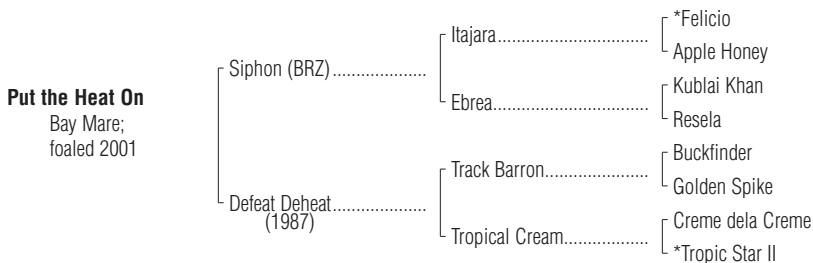 *Felicio
Itajara
Apple Honey
Siphon (BRZ)
Kublai Khan
Ebrea
Resela
Put the Heat On
Bay Mare;
foaled 2001
Buckfinder
Track Barron
Golden Spike
Defeat Deheat
(1987)
Creme dela Creme
Tropical Cream
*Tropic Star II